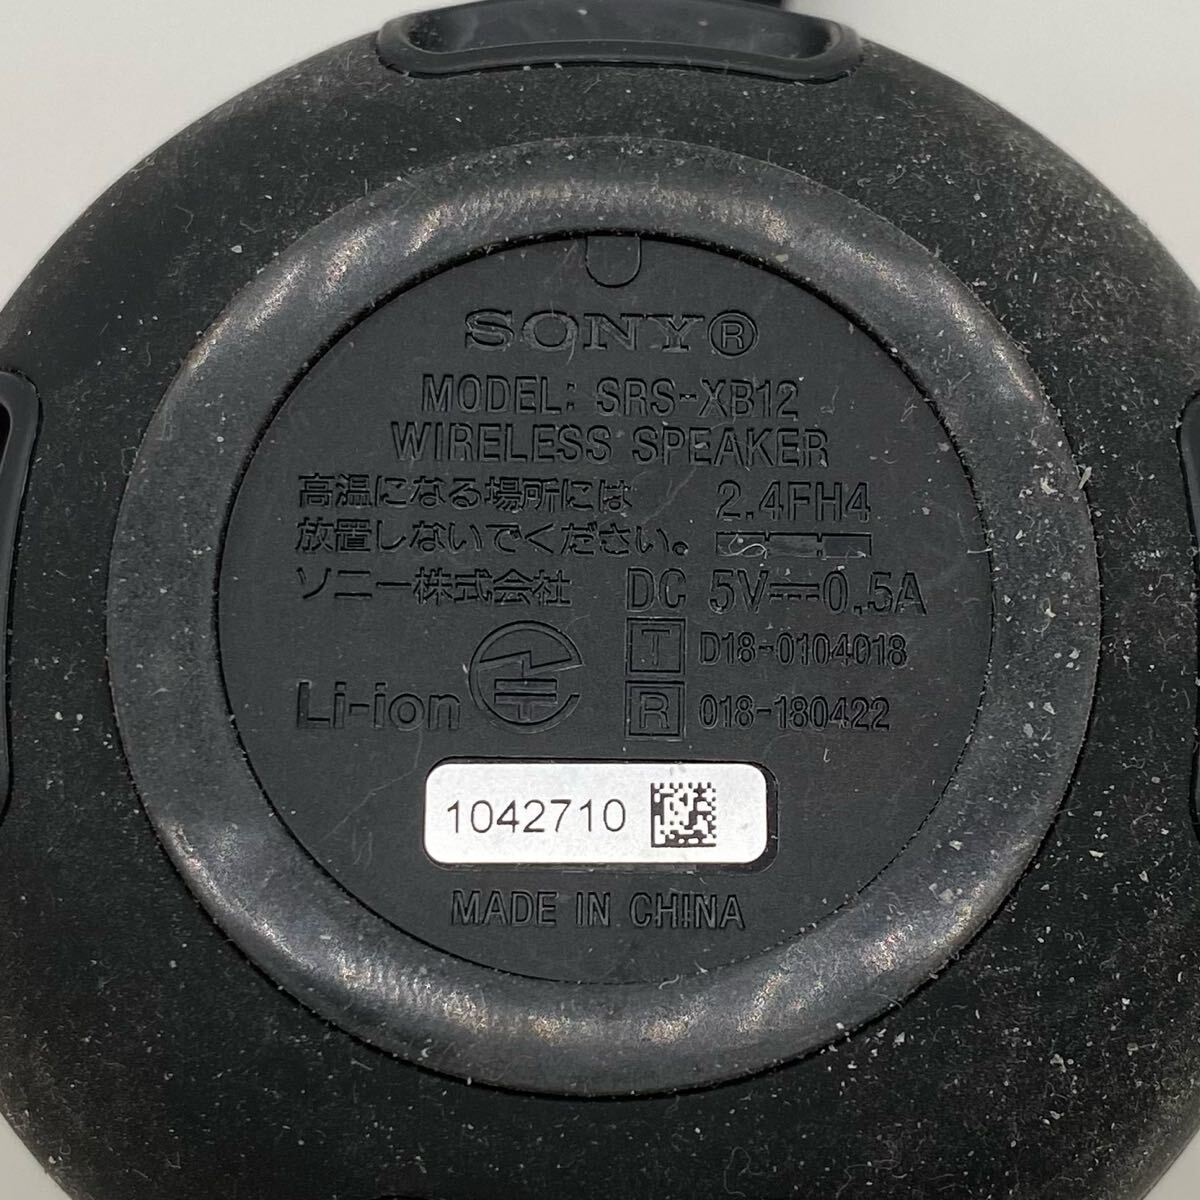 SONY®
MODEL: SRS-XB12
WIRELESS SPEAKER
高温になる場所には 2.4FH4
放置しないでください。
ソニー株式会社 DC 5V⎓0.5A
T D18-0104018
Li-ion R 018-180422
1042710
MADE IN CHINA